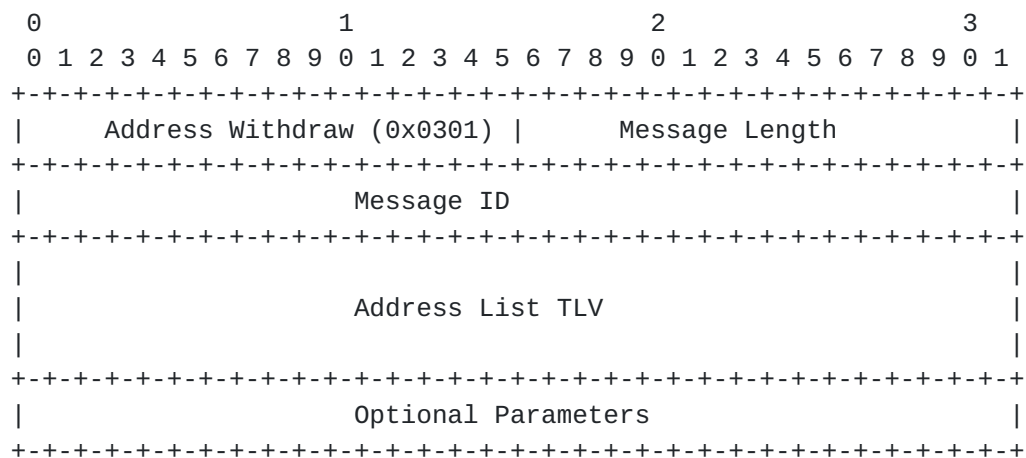 0                   1                   2                   3
 0 1 2 3 4 5 6 7 8 9 0 1 2 3 4 5 6 7 8 9 0 1 2 3 4 5 6 7 8 9 0 1
+-+-+-+-+-+-+-+-+-+-+-+-+-+-+-+-+-+-+-+-+-+-+-+-+-+-+-+-+-+-+-+-+
|     Address Withdraw (0x0301) |      Message Length           |
+-+-+-+-+-+-+-+-+-+-+-+-+-+-+-+-+-+-+-+-+-+-+-+-+-+-+-+-+-+-+-+-+
|                     Message ID                                |
+-+-+-+-+-+-+-+-+-+-+-+-+-+-+-+-+-+-+-+-+-+-+-+-+-+-+-+-+-+-+-+-+
|                                                               |
|                     Address List TLV                          |
|                                                               |
+-+-+-+-+-+-+-+-+-+-+-+-+-+-+-+-+-+-+-+-+-+-+-+-+-+-+-+-+-+-+-+-+
|                     Optional Parameters                       |
+-+-+-+-+-+-+-+-+-+-+-+-+-+-+-+-+-+-+-+-+-+-+-+-+-+-+-+-+-+-+-+-+